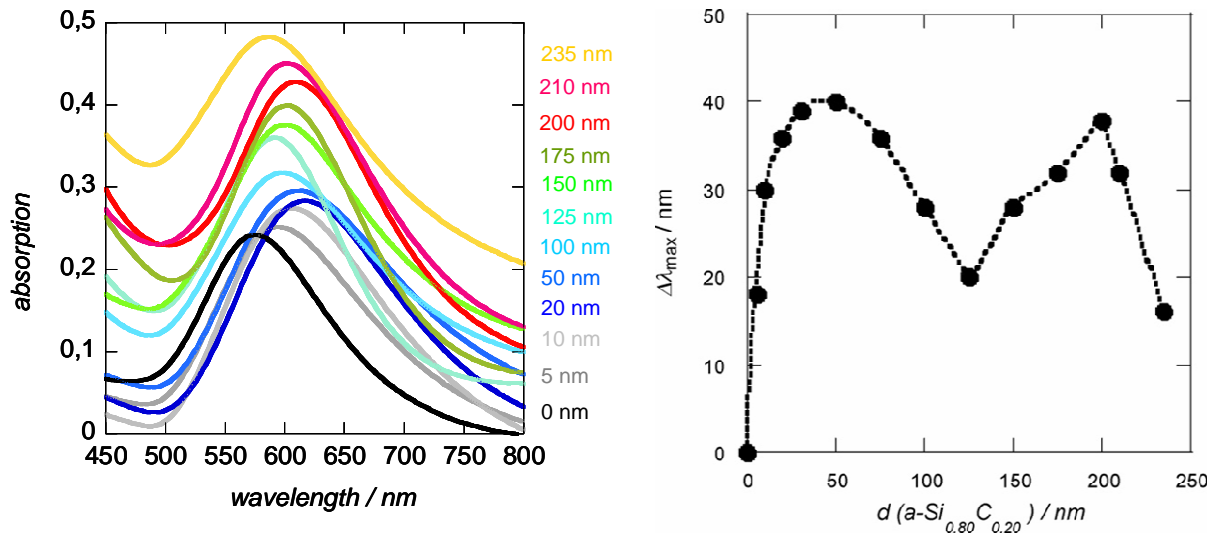 0,5
0,4
0,3
0,2
0,1
0
absorption
450 500 550 600 650 700 750 800
wavelength / nm
235 nm
210 nm
200 nm
175 nm
150 nm
125 nm
100 nm
50 nm
20 nm
10 nm
5 nm
0 nm
50
40
30
20
10
0
Δλmax / nm
0 50 100 150 200 250
d (a-Si0.80C0.20) / nm